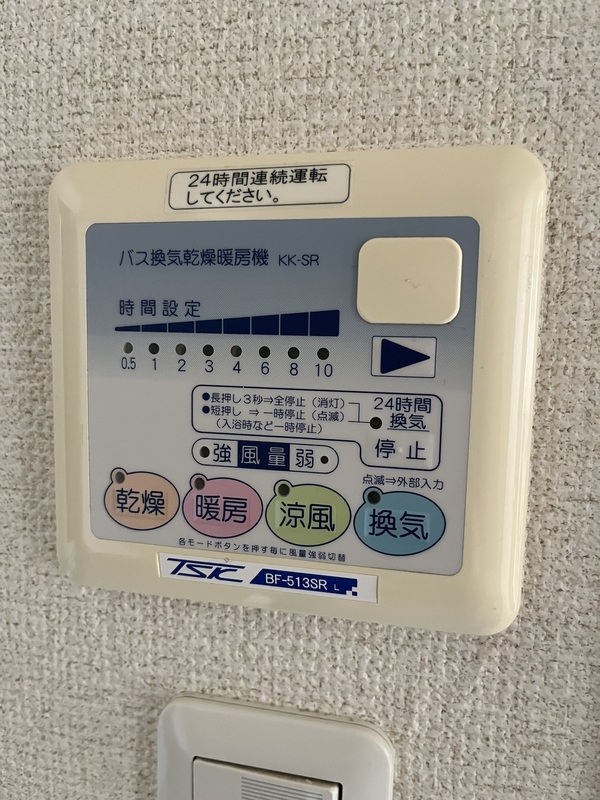 24時間連続運転
してください。
バス換気乾燥暖房機 KK-SR
時間設定
0.5 1 2 3 4 6 8 10
●長押し3秒⇒全停止（消灯）
●短押し ⇒一時停止（点滅）
（入浴時など一時停止）
24時間
換気
停止
強 風量 弱
点滅⇒外部入力
乾燥 暖房 涼風 換気
各モードボタンを押す毎に風量強弱切替
TSK BF-513SR L